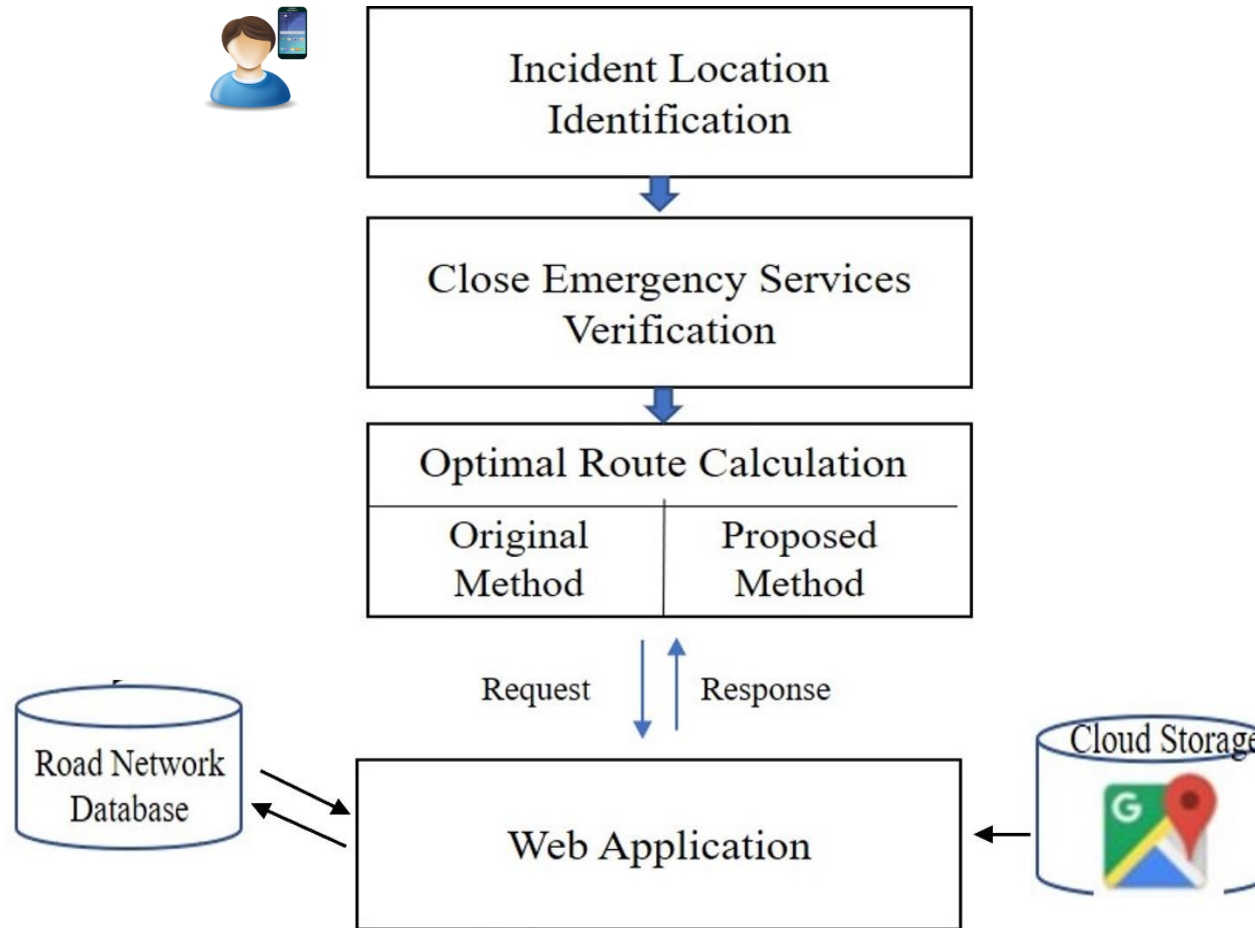 Incident Location
Identification
Close Emergency Services
Verification
Optimal Route Calculation
Original
Method
Proposed
Method
Request
Response
Road Network
Database
Cloud Storage
G
Web Application